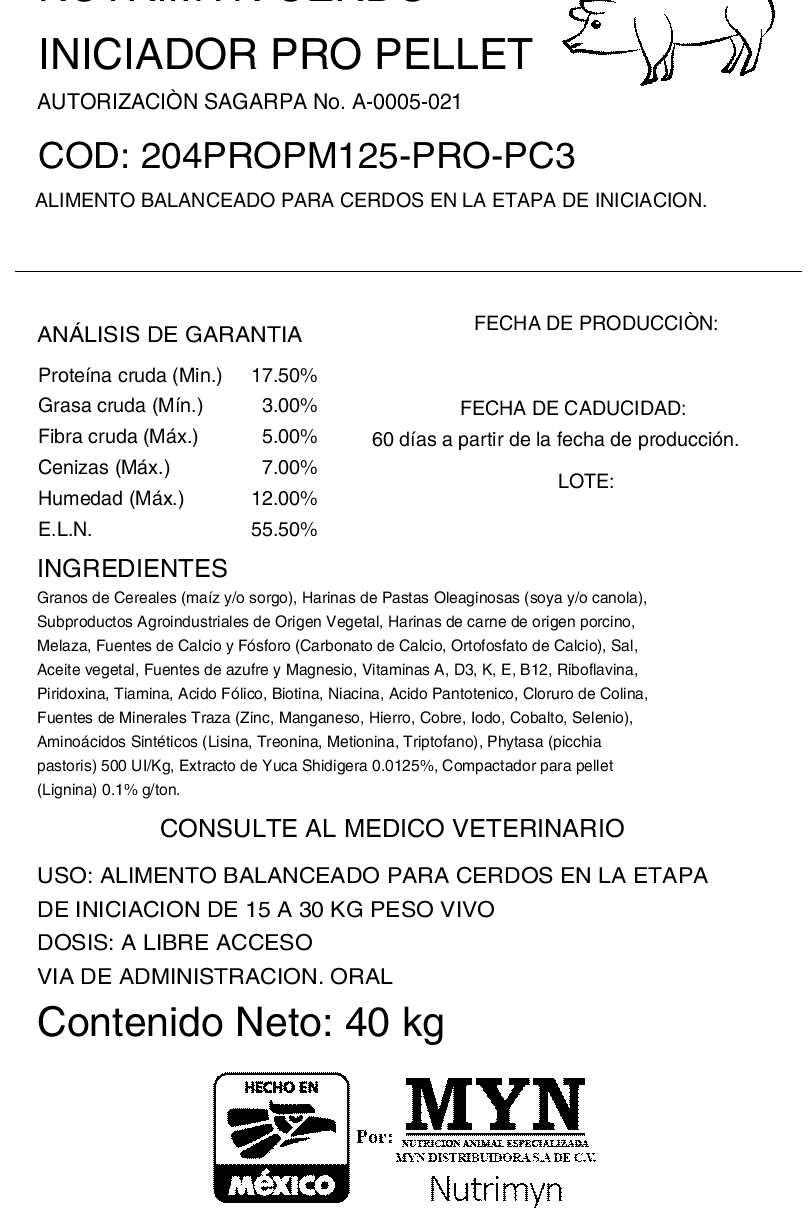 INICIADOR PRO PELLET
AUTORIZACIÒN SAGARPA No. A-0005-021
COD: 204PROPM125-PRO-PC3
ALIMENTO BALANCEADO PARA CERDOS EN LA ETAPA DE INICIACION.
ANÁLISIS DE GARANTIA
Proteína cruda (Min.) 17.50%
Grasa cruda (Mín.) 3.00%
Fibra cruda (Máx.) 5.00%
Cenizas (Máx.) 7.00%
Humedad (Máx.) 12.00%
E.L.N. 55.50%
FECHA DE PRODUCCIÒN:
FECHA DE CADUCIDAD:
60 días a partir de la fecha de producción.
LOTE:
INGREDIENTES
Granos de Cereales (maíz y/o sorgo), Harinas de Pastas Oleaginosas (soya y/o canola),
Subproductos Agroindustriales de Origen Vegetal, Harinas de carne de origen porcino,
Melaza, Fuentes de Calcio y Fósforo (Carbonato de Calcio, Ortofosfato de Calcio), Sal,
Aceite vegetal, Fuentes de azufre y Magnesio, Vitaminas A, D3, K, E, B12, Riboflavina,
Piridoxina, Tiamina, Acido Fólico, Biotina, Niacina, Acido Pantotenico, Cloruro de Colina,
Fuentes de Minerales Traza (Zinc, Manganeso, Hierro, Cobre, Iodo, Cobalto, Selenio),
Aminoácidos Sintéticos (Lisina, Treonina, Metionina, Triptofano), Phytasa (picchia
pastoris) 500 UI/Kg, Extracto de Yuca Shidigera 0.0125%, Compactador para pellet
(Lignina) 0.1% g/ton.
CONSULTE AL MEDICO VETERINARIO
USO: ALIMENTO BALANCEADO PARA CERDOS EN LA ETAPA
DE INICIACION DE 15 A 30 KG PESO VIVO
DOSIS: A LIBRE ACCESO
VIA DE ADMINISTRACION. ORAL
Contenido Neto: 40 kg
HECHO EN
MéXICO
Por:
MYN
NUTRICION ANIMAL ESPECIALIZADA
MYN DISTRIBUIDORA S.A DE C.V.
Nutrimyn